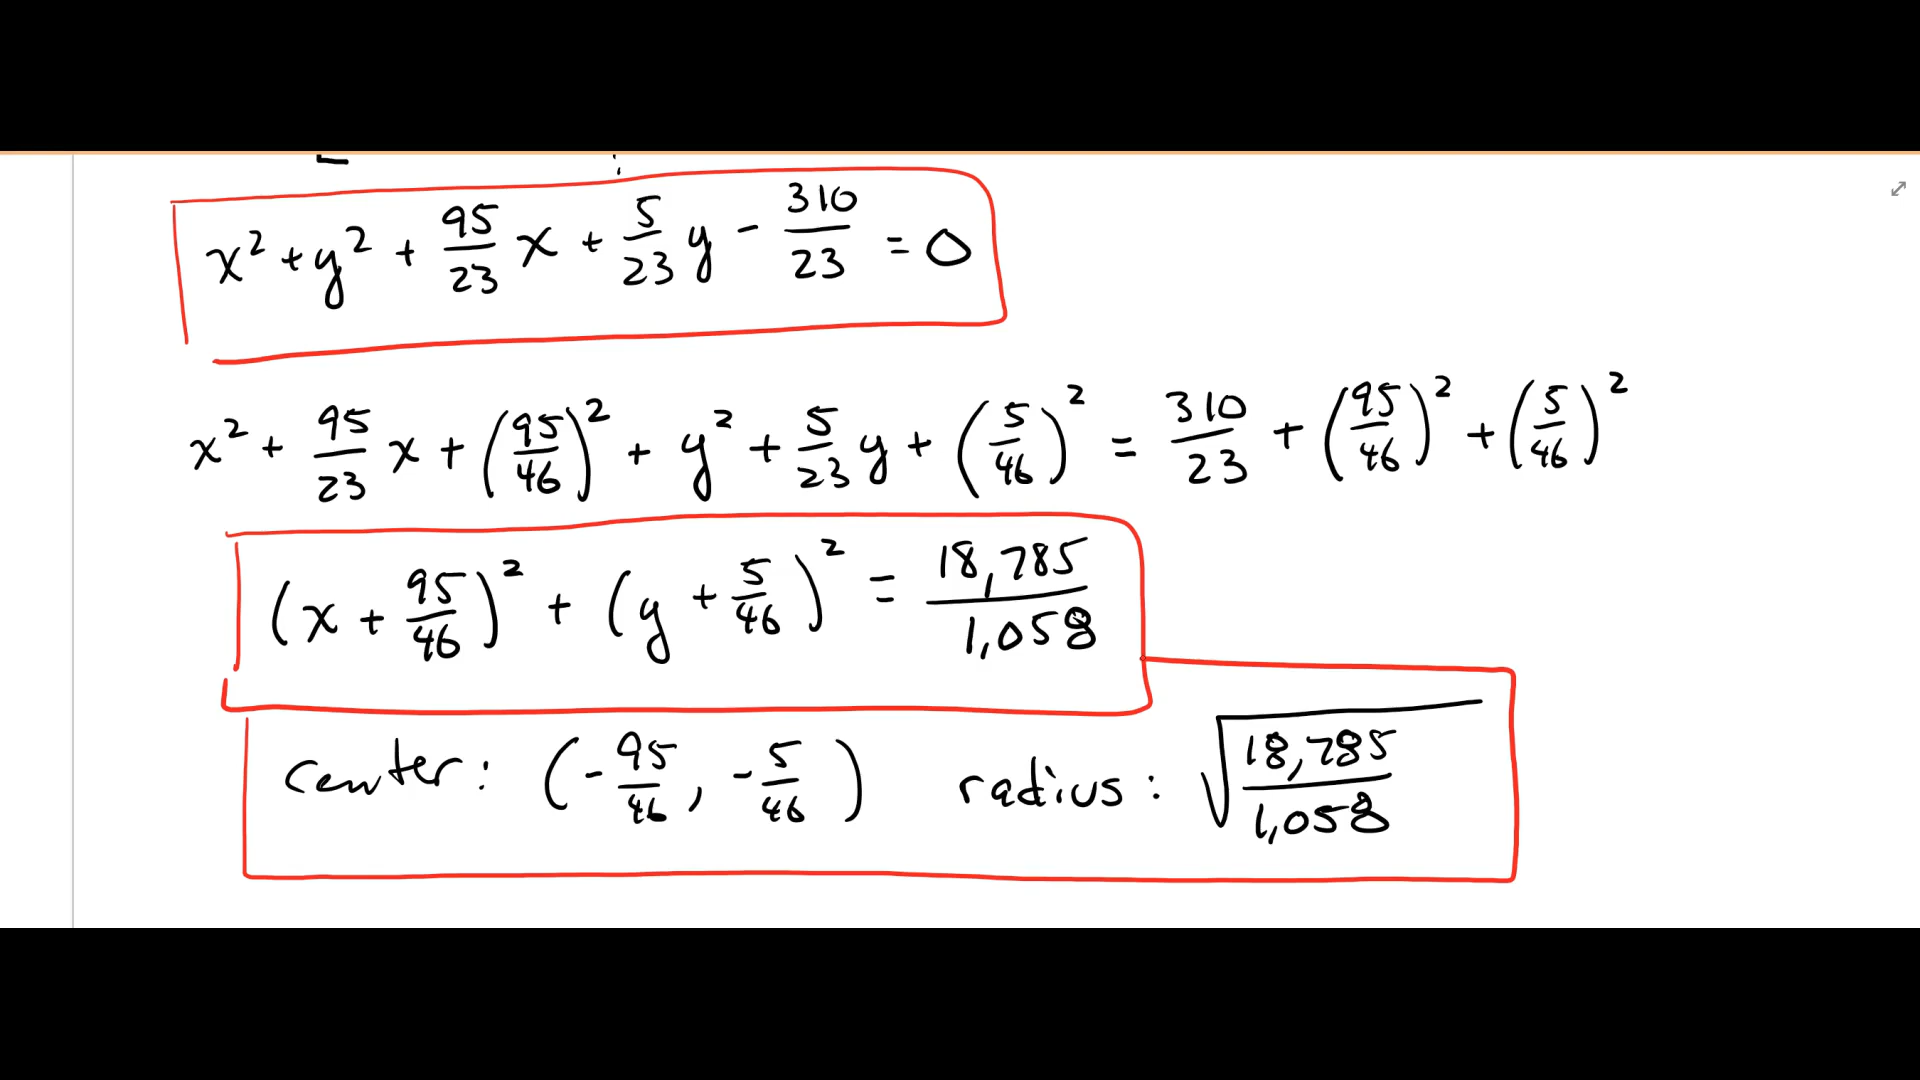 x² + y² + 95/23 x + 5/23 y - 310/23 = 0
x² + 95/23 x + (95/46)² + y² + 5/23 y + (5/46)² = 310/23 + (95/46)² + (5/46)²
(x + 95/46)² + (y + 5/46)² = 18,785/1,058
center: (-95/46, -5/46) radius: √(18,785/1,058)